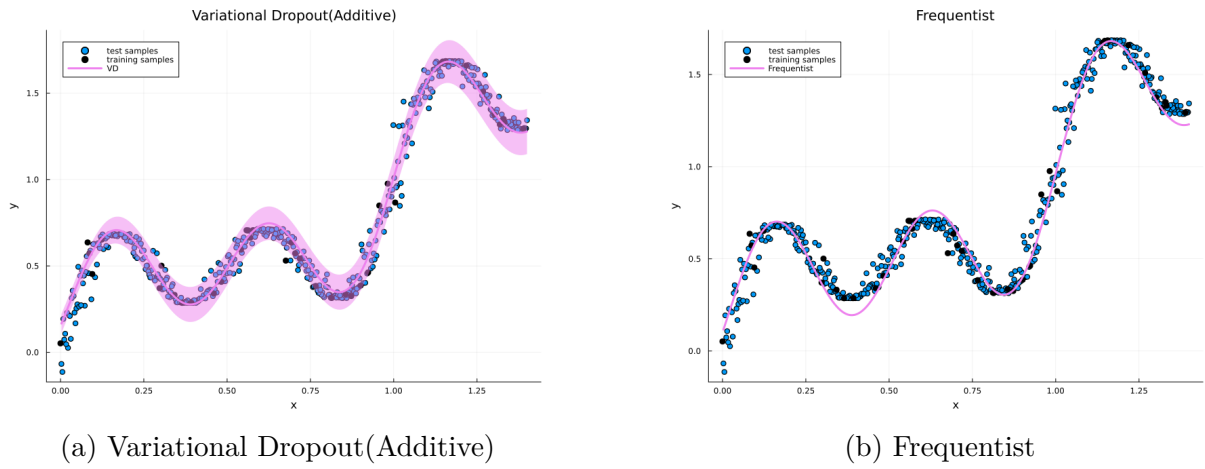 Variational Dropout(Additive)
test samples
training samples
VD
1.5
1.0
0.5
0.0
y
0.00
0.25
0.50
0.75
1.00
1.25
x
(a) Variational Dropout(Additive)
Frequentist
test samples
training samples
Frequentist
1.5
1.0
0.5
0.0
y
0.00
0.25
0.50
0.75
1.00
1.25
x
(b) Frequentist